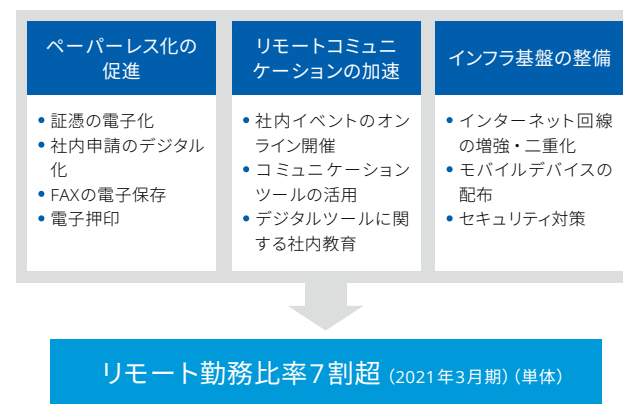 ペーパーレス化の
促進
• 証憑の電子化
• 社内申請のデジタル
化
• FAXの電子保存
• 電子押印
リモートコミュニ
ケーションの加速
• 社内イベントのオン
ライン開催
• コミュニケーション
ツールの活用
• デジタルツールに関
する社内教育
インフラ基盤の整備
• インターネット回線
の増強・二重化
• モバイルデバイスの
配布
• セキュリティ対策
リモート勤務比率7割超（2021年3月期）（単体）